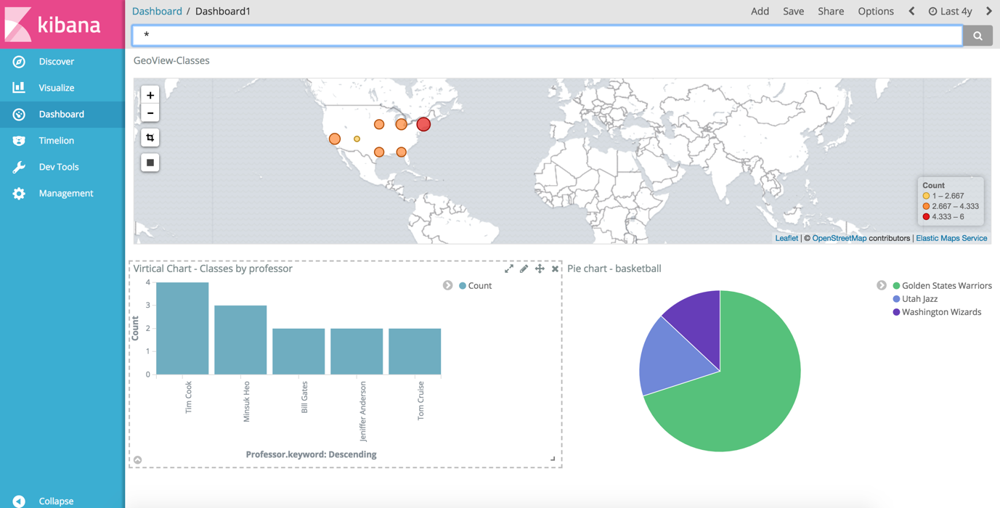 kibana
Discover
Visualize
Dashboard
Timelion
Dev Tools
Management
Collapse
Dashboard / Dashboard1
Add Save Share Options Last 4y
*
GeoView-Classes
+
−
Count
1 – 2.667
2.667 – 4.333
4.333 – 6
Leaflet | © OpenStreetMap contributors | Elastic Maps Service
Virtical Chart - Classes by professor
Count
4
3
2
1
0
Count
Tim Cook
Minsuk Heo
Bill Gates
Jeniffer Anderson
Tom Cruise
Professor.keyword: Descending
Pie chart - basketball
Golden States Warriors
Utah Jazz
Washington Wizards